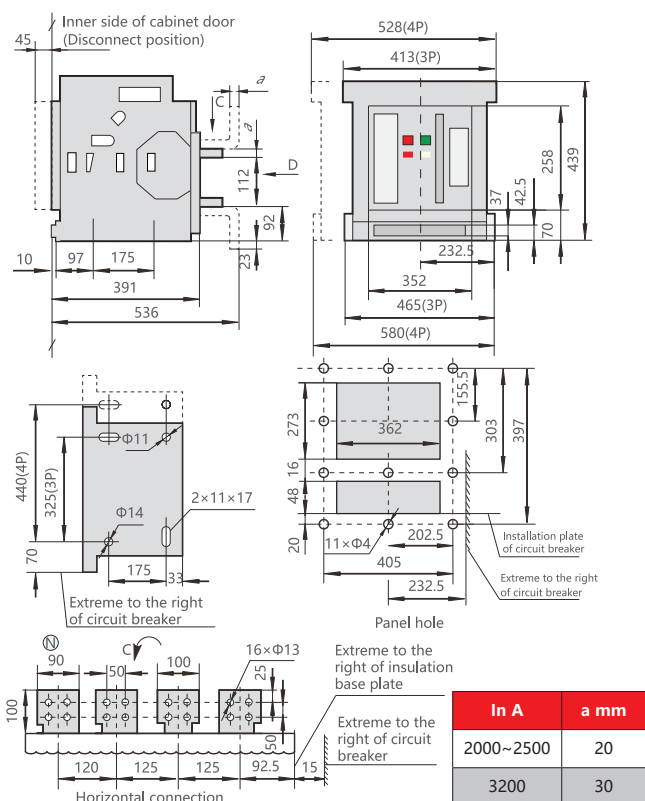 Inner side of cabinet door
(Disconnect position)
45
C
a
a
112
D
92
23
10
97
175
391
536
528(4P)
413(3P)
258
439
37
42.5
70
232.5
352
465(3P)
580(4P)
440(4P)
325(3P)
70
Φ11
Φ14
2×11×17
175
33
Extreme to the right
of circuit breaker
273
362
16
48
20
155.5
303
397
11×Φ4
202.5
405
232.5
Installation plate
of circuit breaker
Extreme to the right
of circuit breaker
Panel hole
N
C
90
50
100
16×Φ13
25
100
50
120
125
125
92.5
15
Extreme to the
right of insulation
base plate
Extreme to the
right of circuit
breaker
Horizontal connection
In A
a mm
2000~2500
20
3200
30